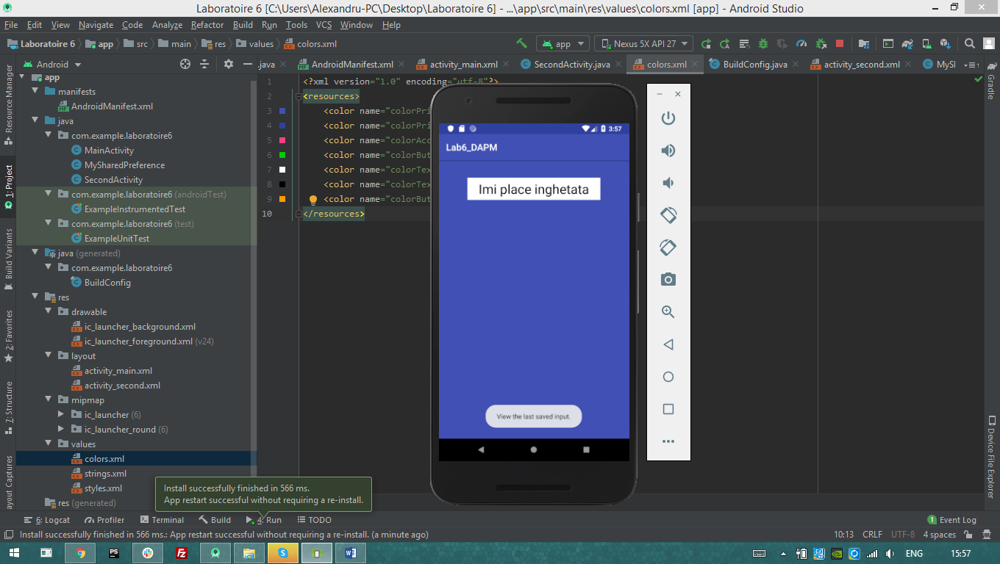 Laboratoire 6 [C:\Users\Alexandru-PC\Desktop\Laboratoire 6] - ...\app\src\main\res\values\colors.xml [app] - Android Studio
File Edit View Navigate Code Analyze Refactor Build Run Tools VCS Window Help
Laboratoire 6 app src main res values colors.xml app Nexus 5X API 27
Android .java AndroidManifest.xml activity_main.xml SecondActivity.java colors.xml BuildConfig.java activity_second.xml MySl
Resource Manager
1: Project
Build Variants
2: Favorites
7: Structure
ayout Captures
app
manifests
AndroidManifest.xml
java
com.example.laboratoire6
MainActivity
MySharedPreference
SecondActivity
com.example.laboratoire6 (androidTest)
ExampleInstrumentedTest
com.example.laboratoire6 (test)
ExampleUnitTest
java (generated)
com.example.laboratoire6
BuildConfig
res
drawable
ic_launcher_background.xml
ic_launcher_foreground.xml (v24)
layout
activity_main.xml
activity_second.xml
mipmap
ic_launcher (6)
ic_launcher_round (6)
values
colors.xml
strings.xml
styles.xml
res (generated)
1 <?xml version="1.0" encoding="utf-8"?>
2 <resources>
3 <color name="colorPri
4 <color name="colorPri
5 <color name="colorAcc
6 <color name="colorBut
7 <color name="colorTex
8 <color name="colorTex
9 <color name="colorBut
10 </resources>
3:57
Lab6_DAPM
Imi place inghetata
View the last saved input.
Gradle
Device File Explorer
Install successfully finished in 566 ms.
App restart successful without requiring a re-install.
6: Logcat Profiler Terminal Build 4: Run TODO 1 Event Log
Install successfully finished in 566 ms.: App restart successful without requiring a re-install. (a minute ago) 10:13 CRLF UTF-8 4 spaces
PS Fz S W ENG 15:57